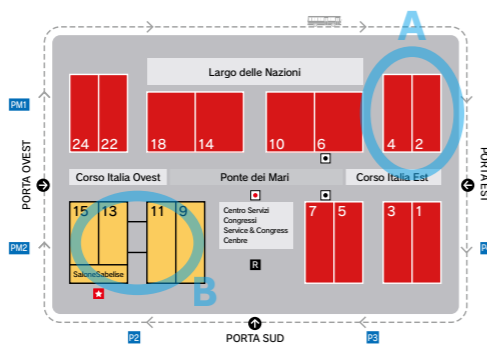 A
Largo delle Nazioni
PM1
24 22 18 14 10 6 4 2
PORTA OVEST
Corso Italia Ovest
Ponte dei Mari
Corso Italia Est
PORTA EST
15 13 11 9
Centro Servizi
Congressi
Service & Congress
Cenbre
7 5 3 1
PM2
SaloneSabelise
R
B
P2
PORTA SUD
P3